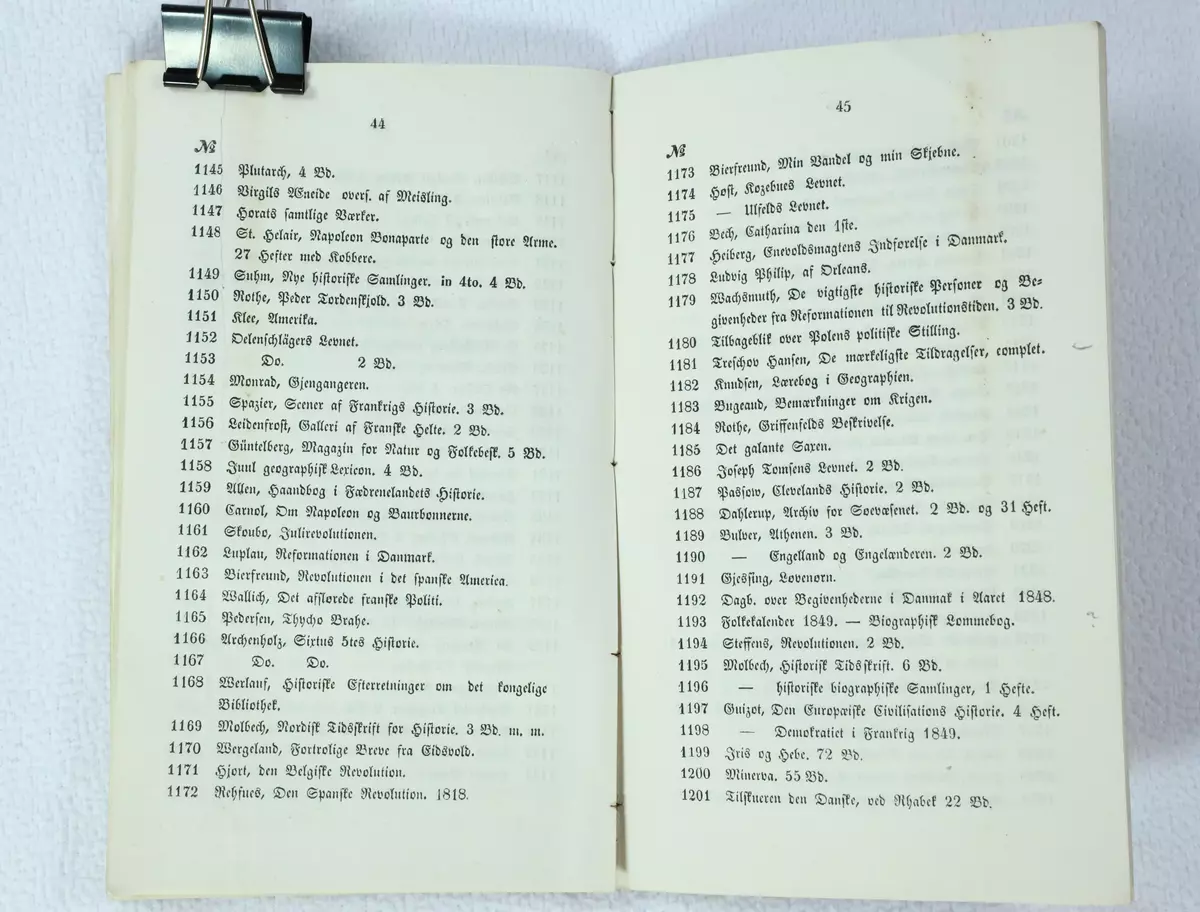 44
№
1145 Plutarch, 4 Bd.
1146 Virgils Æneide overs. af Meisling.
1147 Horats samtlige Værker.
1148 St. Helair, Napoleon Bonaparte og den store Arme.
27 Hefter med Kobbere.
1149 Suhm, Nye historiske Samlinger. in 4to. 4 Bd.
1150 Rothe, Peder Tordenskjold. 3 Bd.
1151 Klee, Amerika.
1152 Oelenschlägers Levnet.
1153 Do. 2 Bd.
1154 Monrad, Gjengangeren.
1155 Spazier, Scener af Frankrigs Historie. 3 Bd.
1156 Leidenfrost, Galleri af Franske Helte. 2 Bd.
1157 Güntelberg, Magazin for Natur og Folkebesk. 5 Bd.
1158 Juul geographisk Lexicon. 4 Bd.
1159 Allen, Haandbog i Fædrenelandets Historie.
1160 Carnol, Om Napoleon og Baurbonnerne.
1161 Skoubo, Julirevolutionen.
1162 Luplau, Reformationen i Danmark.
1163 Bierfreund, Revolutionen i det spanske America.
1164 Wallich, Det afslørede franske Politi.
1165 Pedersen, Thycho Brahe.
1166 Archenholz, Sixtus 5tes Historie.
1167 Do. Do.
1168 Werlauf, Historiske Efterretninger om det kongelige
Bibliothek.
1169 Molbech, Nordisk Tidsskrift for Historie. 3 Bd. m. m.
1170 Wergeland, Fortrolige Breve fra Eidsvold.
1171 Hjort, den Belgiske Revolution.
1172 Rehfues, Den Spanske Revolution. 1818.
45
№
1173 Bierfreund, Min Vandel og min Skjebne.
1174 Høst, Kozebues Levnet.
1175 — Ulfelds Levnet.
1176 Bech, Catharina den 1ste.
1177 Heiberg, Enevoldsmagtens Indførelse i Danmark.
1178 Ludvig Philip, af Orleans.
1179 Wachsmuth, De vigtigste historiske Personer og Be-
givenheder fra Reformationen til Revolutionstiden. 3 Bd.
1180 Tilbageblik over Polens politiske Stilling.
1181 Treschov Hansen, De mærkeligste Tildragelser, complet.
1182 Knudsen, Lærebog i Geographien.
1183 Bugeaud, Bemærkninger om Krigen.
1184 Rothe, Griffenfelds Beskrivelse.
1185 Det galante Saxen.
1186 Joseph Tomsens Levnet. 2 Bd.
1187 Passow, Clevelands Historie. 2 Bd.
1188 Dahlerup, Archiv for Soevæsenet. 2 Bd. og 31 Heft.
1189 Bulver, Athenen. 3 Bd.
1190 — Engelland og Engelænderen. 2 Bd.
1191 Gjessing, Løvenørn.
1192 Dagb. over Begivenhederne i Danmak i Aaret 1848.
1193 Folkekalender 1849. — Biographisk Lommebog.
1194 Steffens, Revolutionen. 2 Bd.
1195 Molbech, Historisk Tidsskrift. 6 Bd.
1196 — historiske biographiske Samlinger, 1 Hefte.
1197 Guizot, Den Europæiske Civilisations Historie. 4 Heft.
1198 — Demokratiet i Frankrig 1849.
1199 Iris og Hebe. 72 Bd.
1200 Minerva. 55 Bd.
1201 Tilskueren den Danske, ved Rhabek 22 Bd.